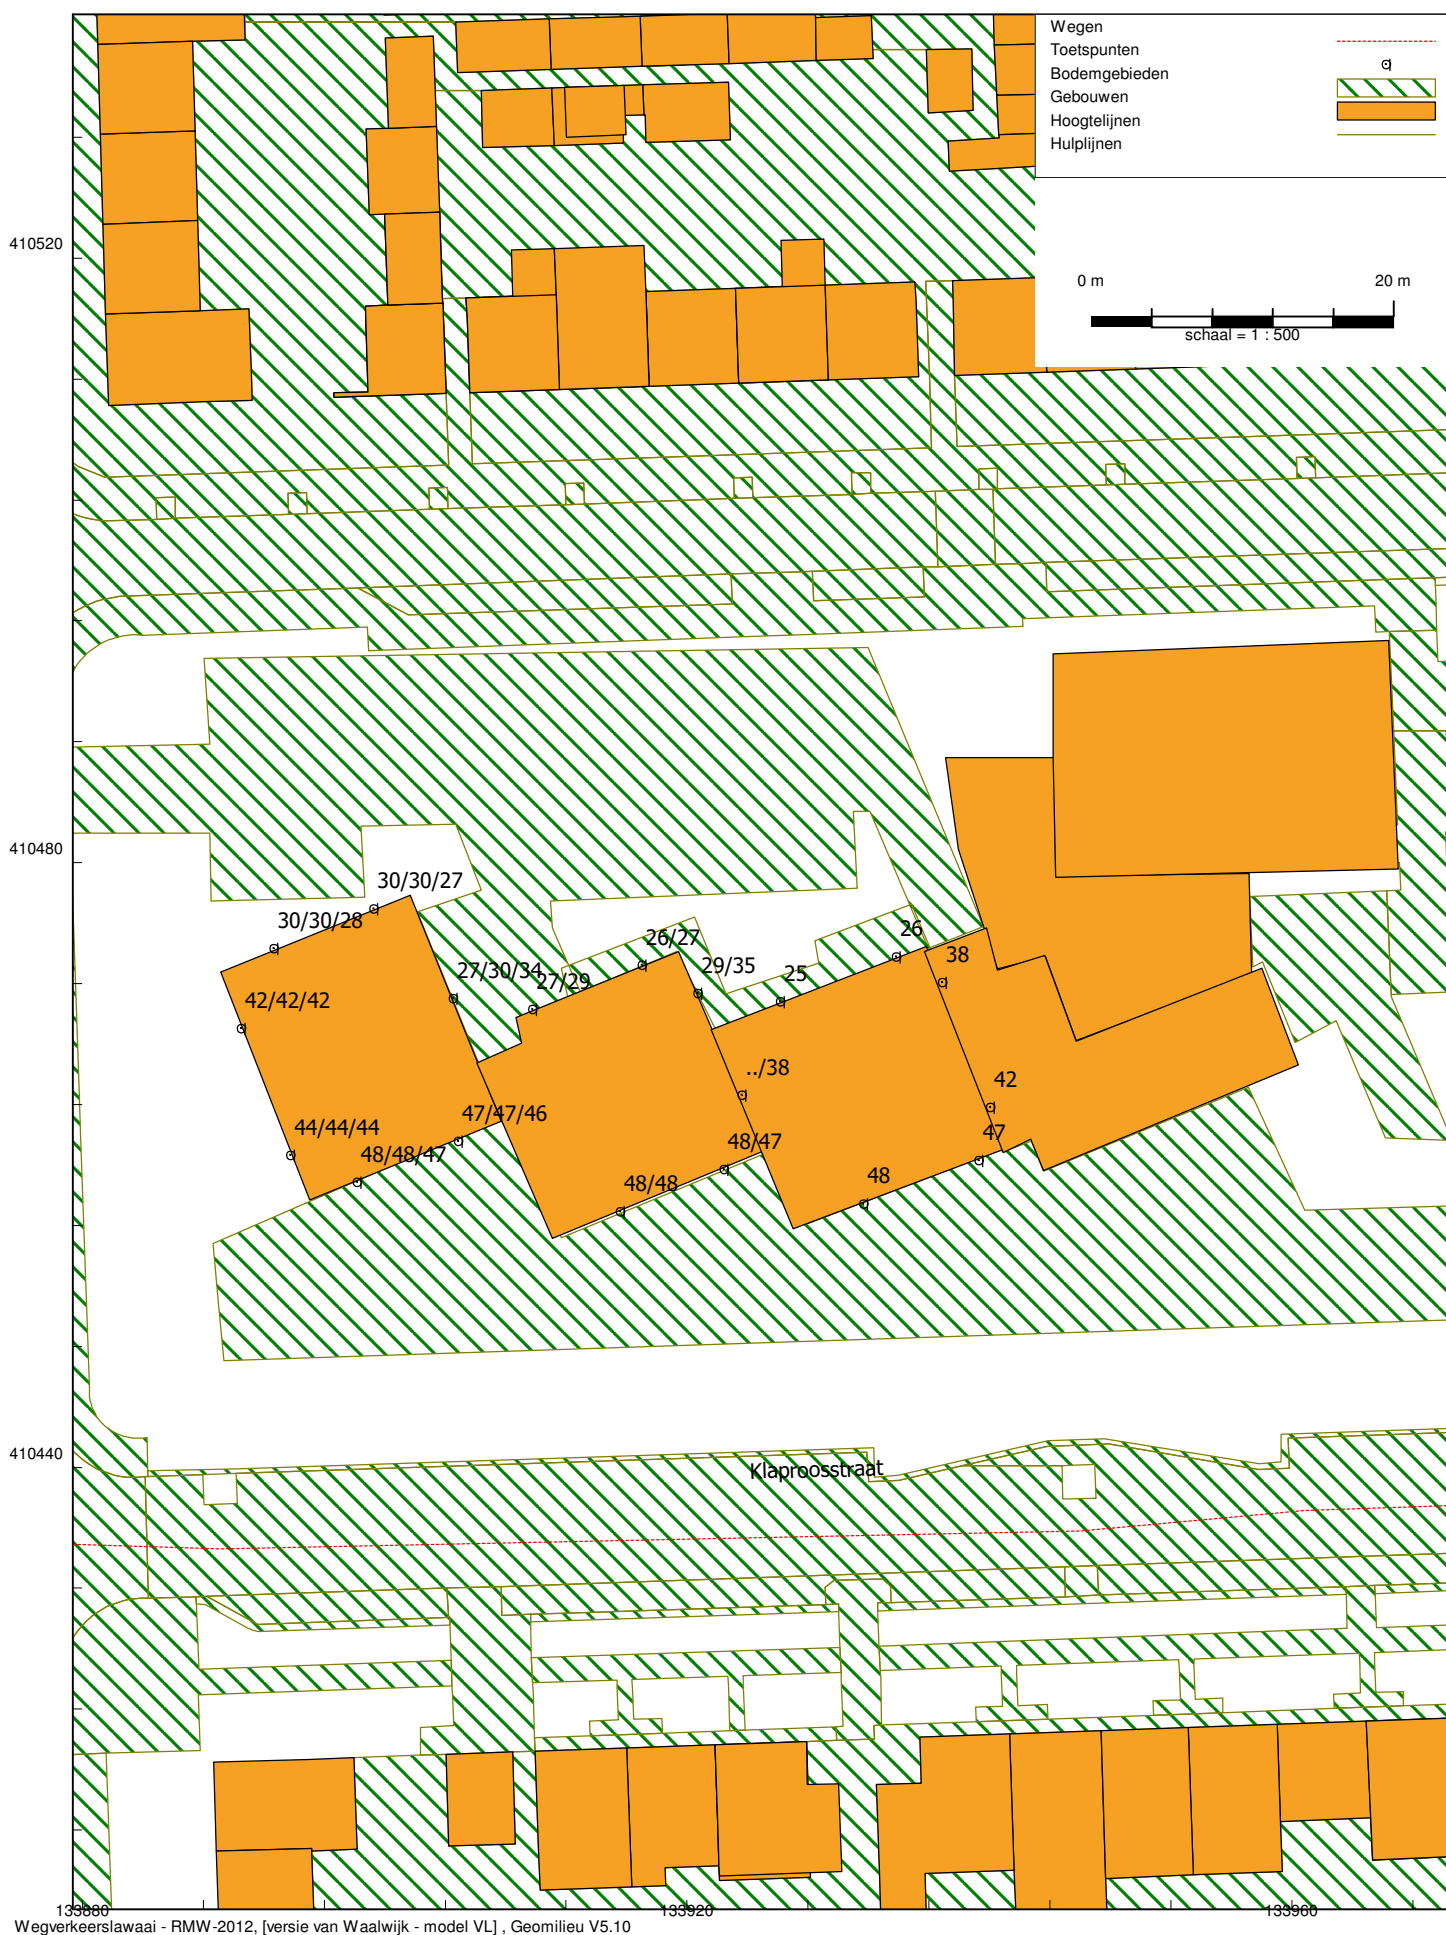 Wegen
Toetspunten
Bodemgebieden
Gebouwen
Hoogtelijnen
Hulplijnen
410520
0 m 20 m
schaal = 1 : 500
410480
30/30/27
30/30/28
26/27
26
27/30/34
27/29
29/35
38
25
42/42/42
../38
42
47/47/46
44/44/44
48/48/47
48/47
47
48/48
48
410440
Klaproosstraat
133880 133920 133960
Wegverkeerslawaai - RMW-2012, [versie van Waalwijk - model VL] , Geomilieu V5.10